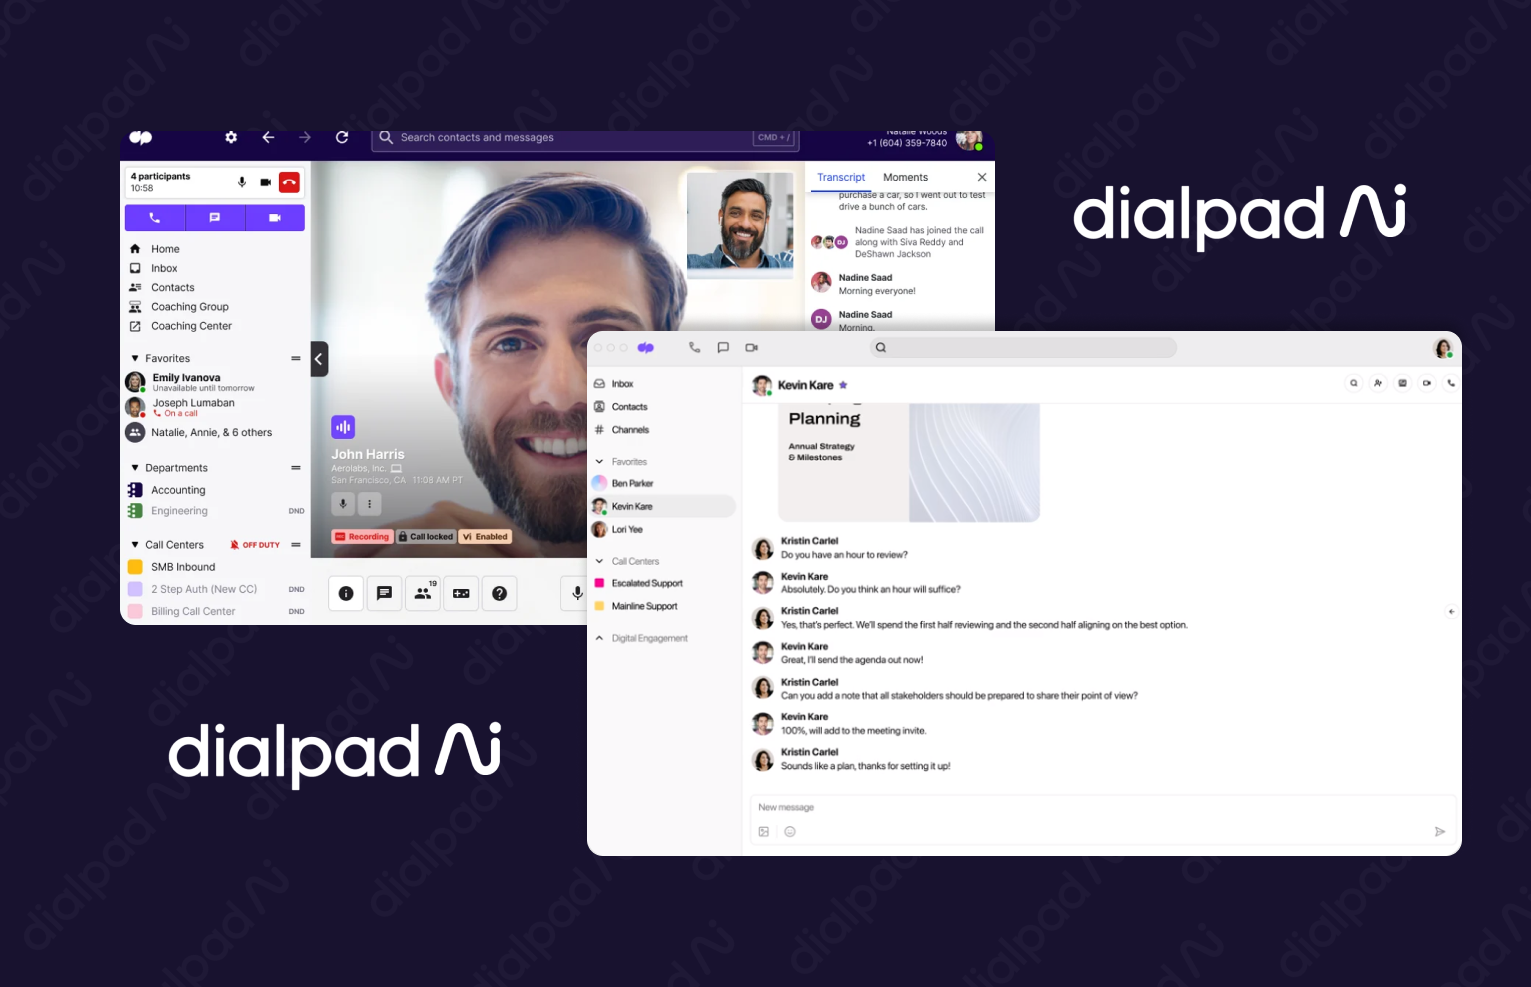 dialpad Ai
Search contacts and messages
CMD + /
Natalie Woods
+1 (604) 359-7840
4 participants
10:58
Home
Inbox
Contacts
Coaching Group
Coaching Center
Favorites
Emily Ivanova
Unavailable until tomorrow
Joseph Lumaban
On a call
Natalie, Annie, & 6 others
Departments
Accounting
Engineering
DND
Call Centers
OFF DUTY
SMB Inbound
2 Step Auth (New CC)
DND
Billing Call Center
DND
John Harris
Aerolabs, Inc.
San Francisco, CA 11:08 AM PT
REC Recording
Call locked
Vi Enabled
19
Transcript
Moments
purchase a car, so I went out to test
drive a bunch of cars.
DJ
Nadine Saad has joined the call
along with Siva Reddy and
DeShawn Jackson
Nadine Saad
Morning everyone!
DJ
Nadine Saad
Morning.
Inbox
Contacts
Channels
Favorites
Ben Parker
Kevin Kare
Lori Yee
Call Centers
Escalated Support
Mainline Support
Digital Engagement
Kevin Kare
Planning
Annual Strategy
& Milestones
Kristin Carlel
Do you have an hour to review?
Kevin Kare
Absolutely. Do you think an hour will suffice?
Kristin Carlel
Yes, that's perfect. We'll spend the first half reviewing and the second half aligning on the best option.
Kevin Kare
Great, I'll send the agenda out now!
Kristin Carlel
Can you add a note that all stakeholders should be prepared to share their point of view?
Kevin Kare
100%, will add to the meeting invite.
Kristin Carlel
Sounds like a plan, thanks for setting it up!
New message
dialpad Ai